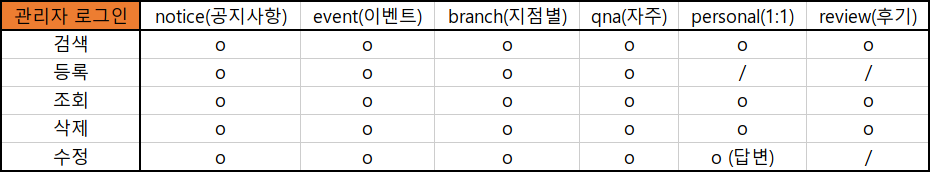 관리자 로그인 notice(공지사항) event(이벤트) branch(지점별) qna(자주) personal(1:1) review(후기)
검색 o o o o o o
등록 o o o o / /
조회 o o o o o o
삭제 o o o o o o
수정 o o o o o (답변) /